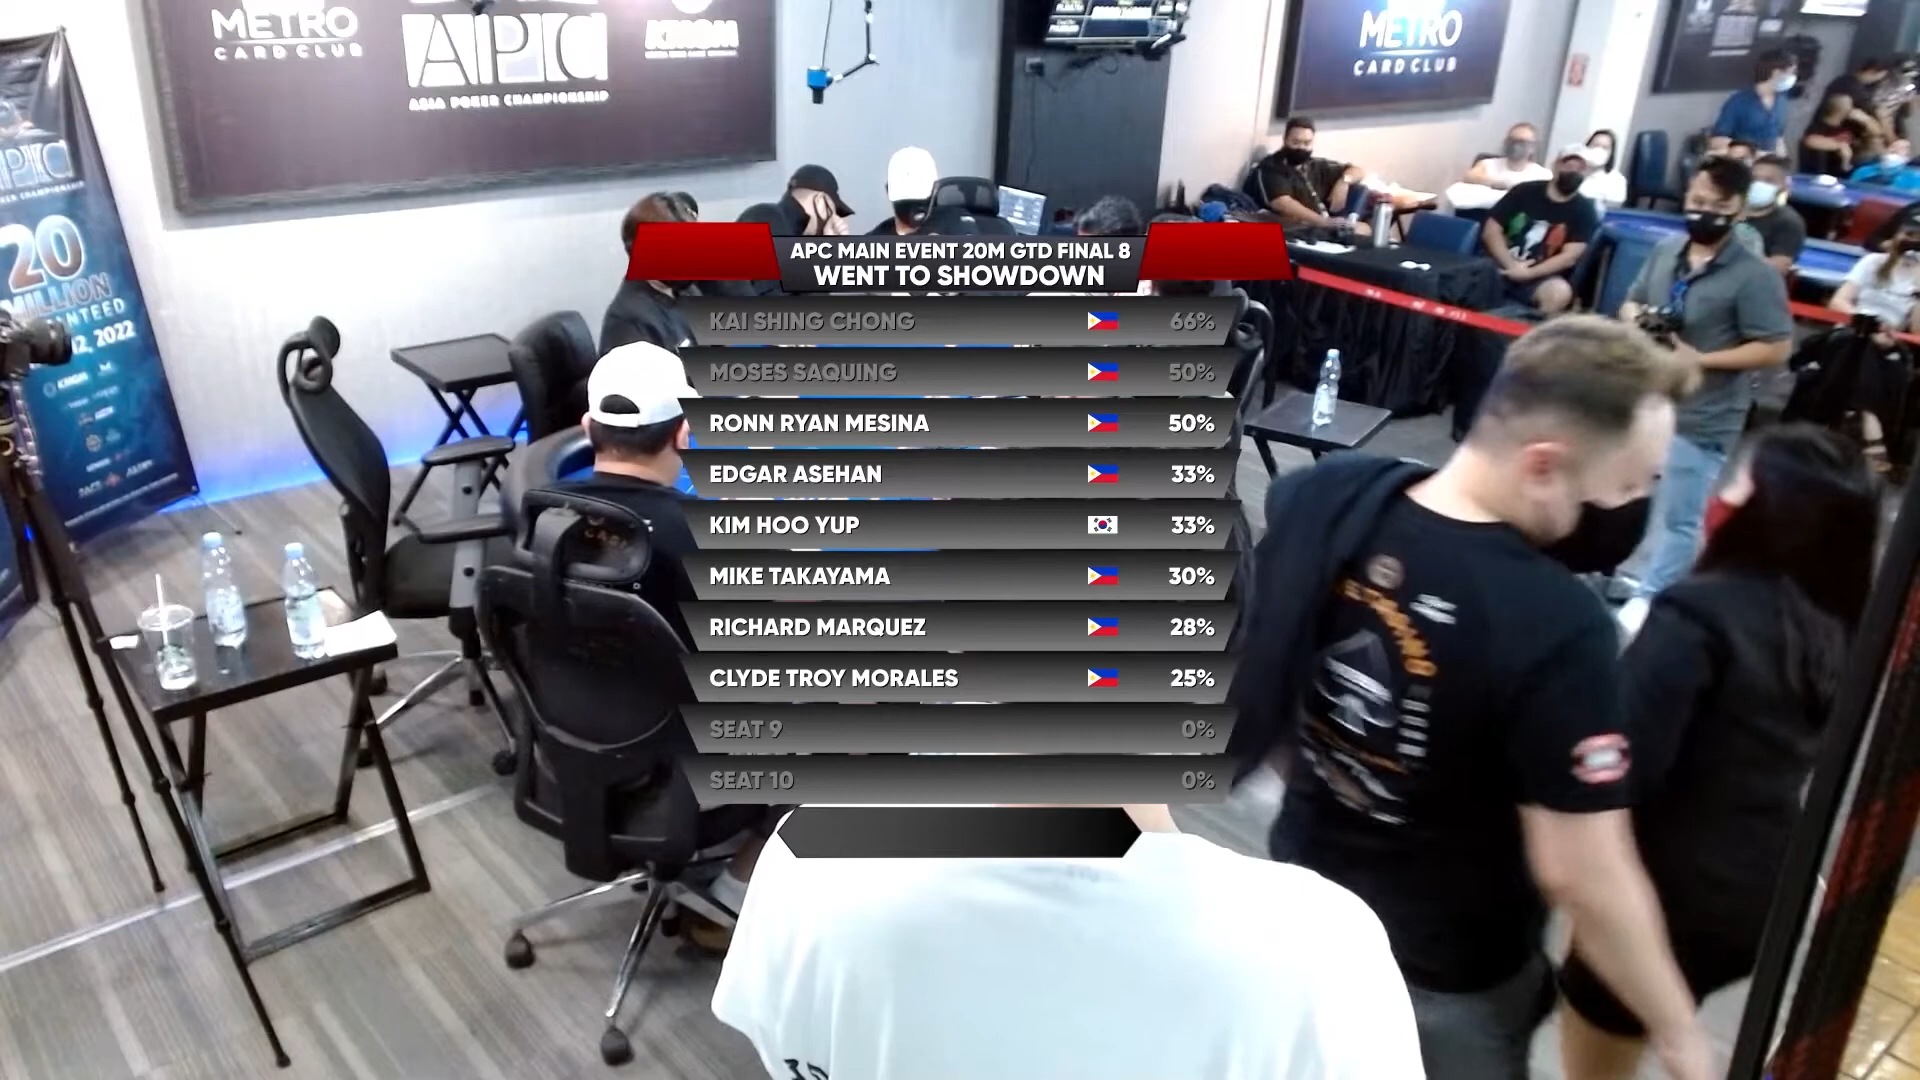 METRO
CARD CLUB
APC
ASIA POKER CHAMPIONSHIP
METRO
CARD CLUB
20
MILLION
APC MAIN EVENT 20M GTD FINAL 8
WENT TO SHOWDOWN
KAI SHING CHONG 66%
MOSES SAQUING 50%
RONN RYAN MESINA 50%
EDGAR ASEHAN 33%
KIM HOO YUP 33%
MIKE TAKAYAMA 30%
RICHARD MARQUEZ 28%
CLYDE TROY MORALES 25%
SEAT 9 0%
SEAT 10 0%